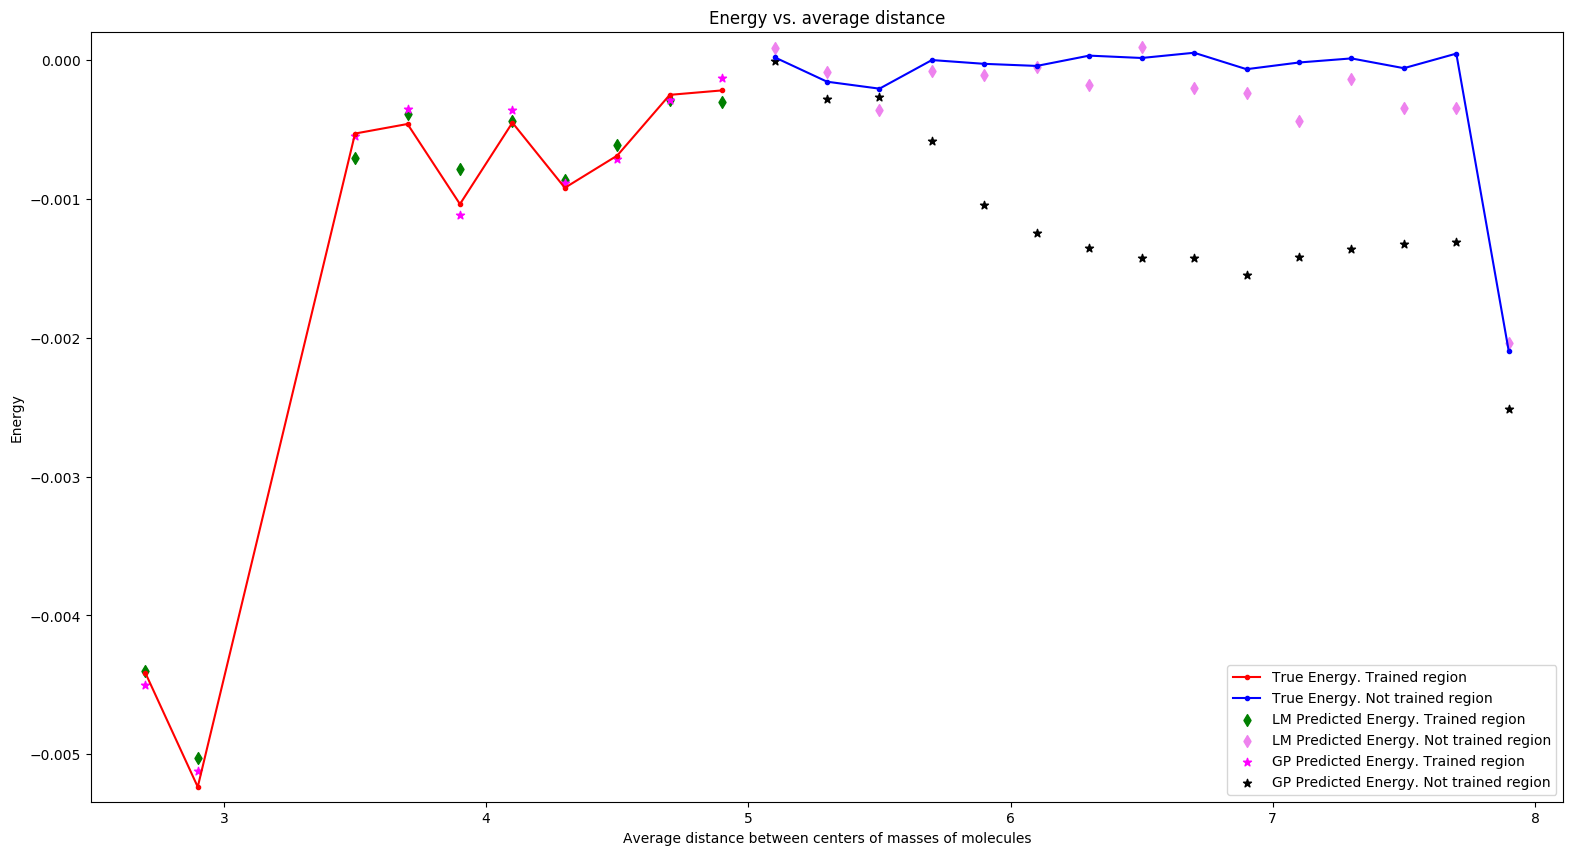 Energy vs. average distance
0.000
−0.001
−0.002
−0.003
−0.004
−0.005
Energy
3 4 5 6 7 8
Average distance between centers of masses of molecules
True Energy. Trained region
True Energy. Not trained region
LM Predicted Energy. Trained region
LM Predicted Energy. Not trained region
GP Predicted Energy. Trained region
GP Predicted Energy. Not trained region